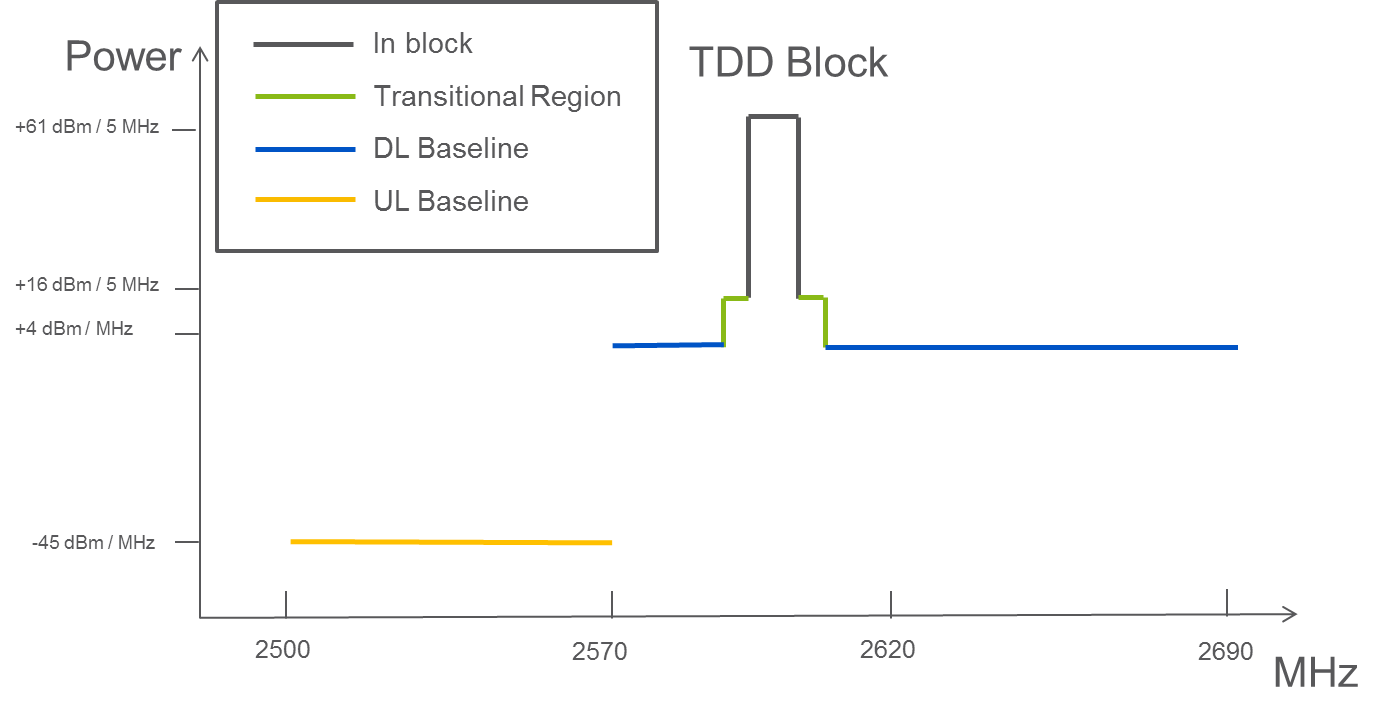 Power
In block
Transitional Region
DL Baseline
UL Baseline
TDD Block
+61 dBm / 5 MHz
+16 dBm / 5 MHz
+4 dBm / MHz
-45 dBm / MHz
2500
2570
2620
2690
MHz